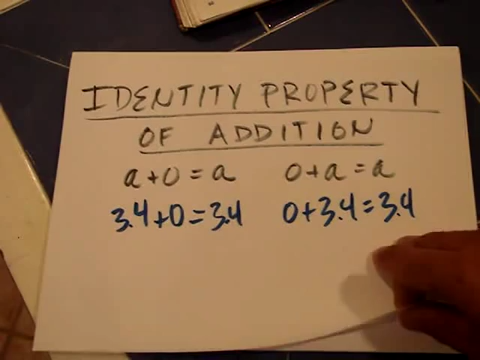 IDENTITY PROPERTY
OF ADDITION
a+0=a 0+a=a
3.4+0=3.4 0+3.4=3.4